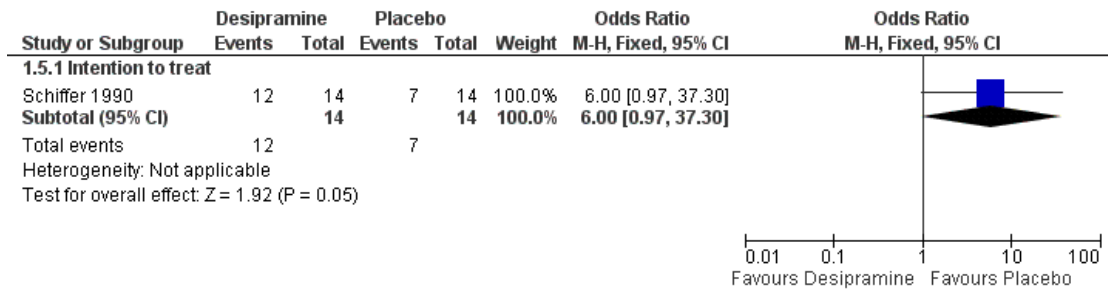 Desipramine Placebo Odds Ratio Odds Ratio
Study or Subgroup Events Total Events Total Weight M-H, Fixed, 95% CI M-H, Fixed, 95% CI
1.5.1 Intention to treat
Schiffer 1990 12 14 7 14 100.0% 6.00 [0.97, 37.30]
Subtotal (95% CI) 14 14 100.0% 6.00 [0.97, 37.30]
Total events 12 7
Heterogeneity: Not applicable
Test for overall effect: Z = 1.92 (P = 0.05)
0.01 0.1 1 10 100
Favours Desipramine Favours Placebo